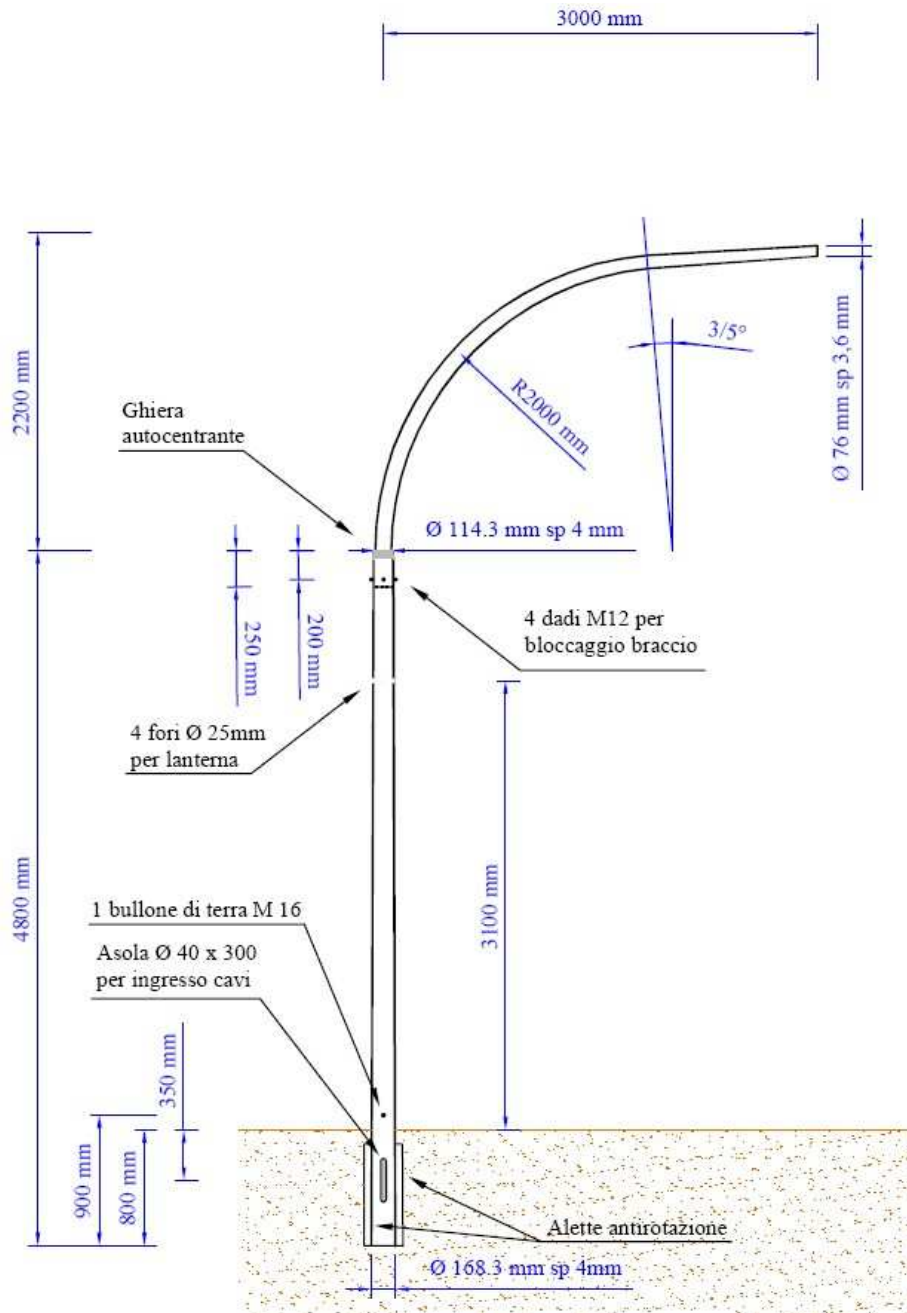 3000 mm
2200 mm
3/5°
Ø 76 mm sp 3,6 mm
R2000 mm
Ghiera
autocentrante
Ø 114.3 mm sp 4 mm
250 mm
200 mm
4 dadi M12 per
bloccaggio braccio
4 fori Ø 25mm
per lanterna
4800 mm
3100 mm
1 bullone di terra M 16
Asola Ø 40 x 300
per ingresso cavi
350 mm
900 mm
800 mm
Alette antirotazione
Ø 168.3 mm sp 4mm